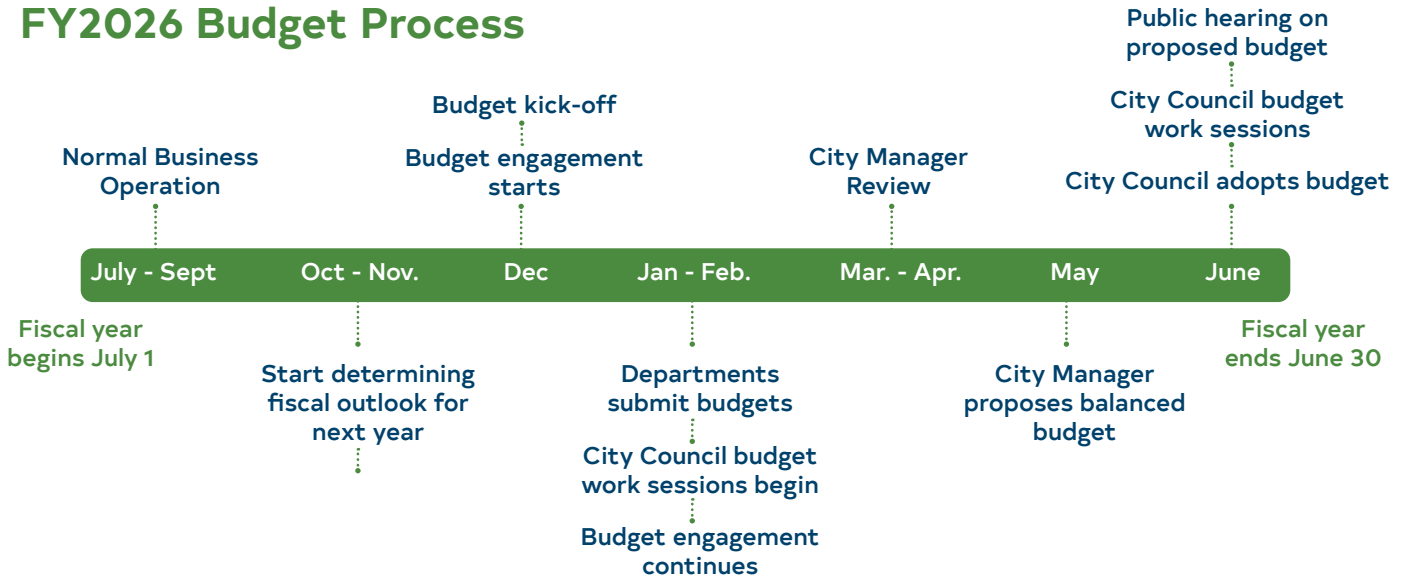 FY2026 Budget Process
Public hearing on
proposed budget
City Council budget
work sessions
City Council adopts budget
Budget kick-off
Budget engagement
starts
Normal Business
Operation
City Manager
Review
July - Sept
Oct - Nov.
Dec
Jan - Feb.
Mar. - Apr.
May
June
Fiscal year
begins July 1
Fiscal year
ends June 30
Start determining
fiscal outlook for
next year
Departments
submit budgets
City Council budget
work sessions begin
Budget engagement
continues
City Manager
proposes balanced
budget